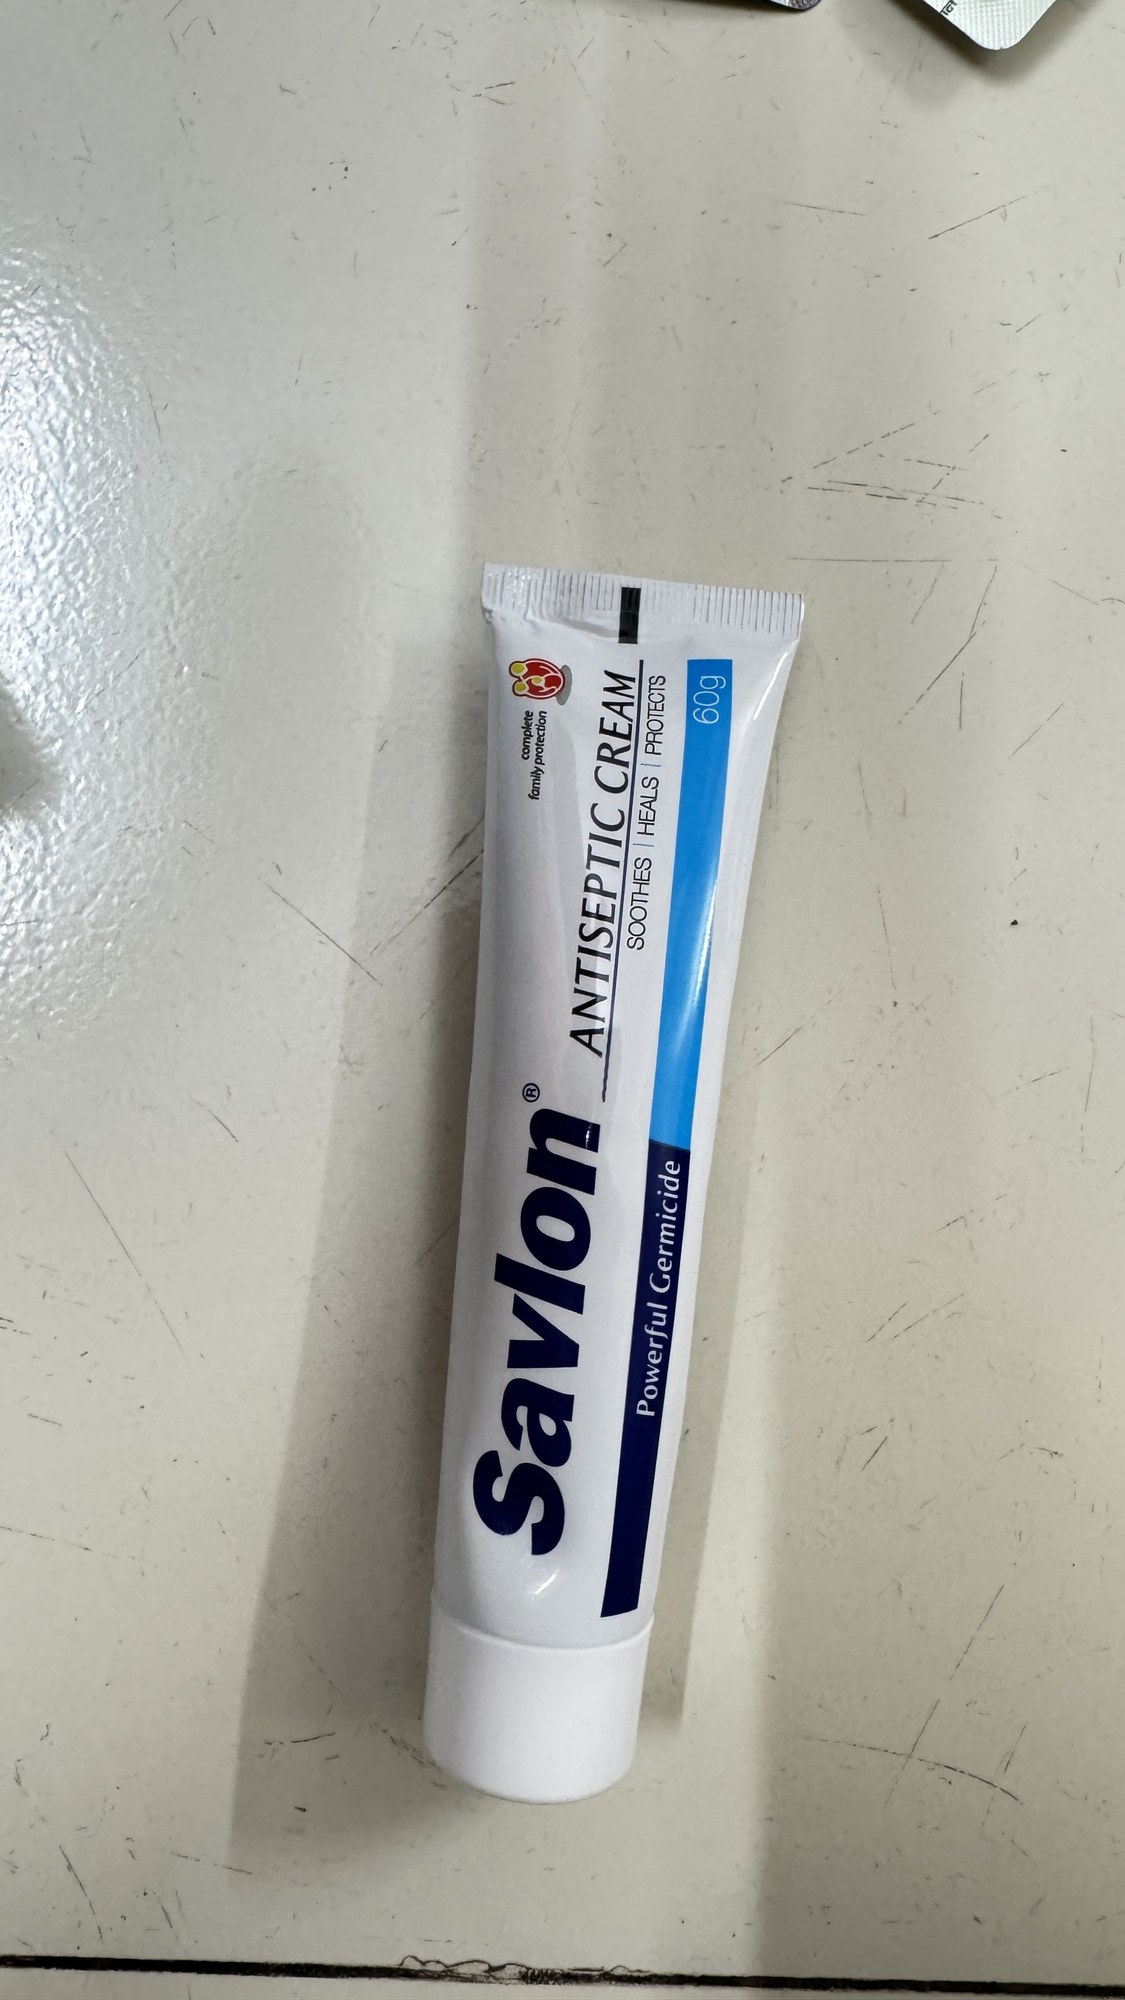 complete
family protection
Savlon®
ANTISEPTIC CREAM
SOOTHES | HEALS | PROTECTS
Powerful Germicide
60g